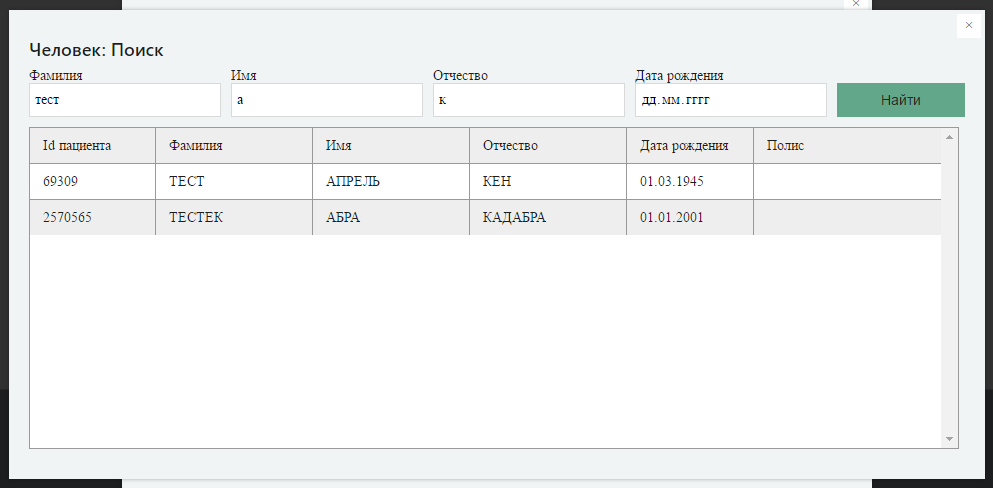 ×
×
Человек: Поиск
Фамилия Имя Отчество Дата рождения
тест а к дд.мм.гггг Найти
Id пациента Фамилия Имя Отчество Дата рождения Полис
69309 ТЕСТ АПРЕЛЬ КЕН 01.03.1945
2570565 ТЕСТЕК АБРА КАДАБРА 01.01.2001